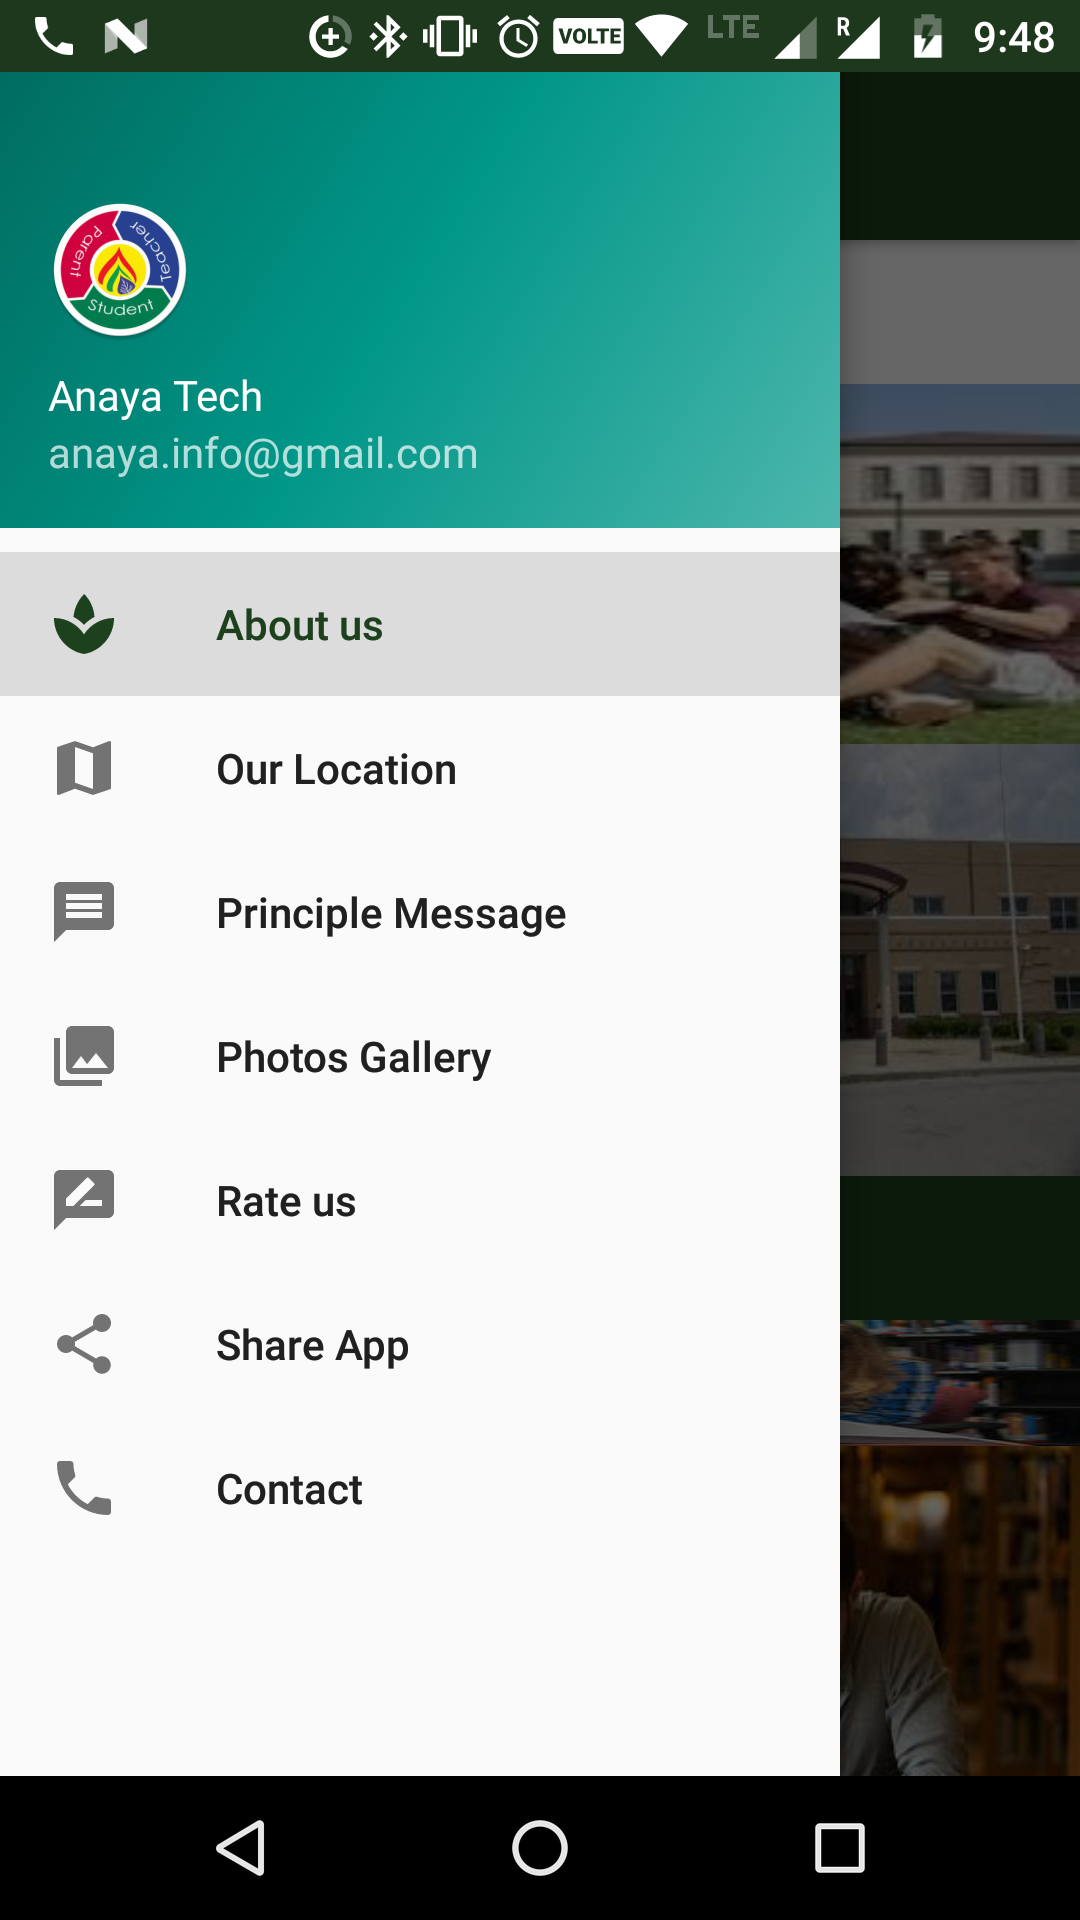 VOLTE LTE R 9:48
Parent Teacher Student
Anaya Tech
anaya.info@gmail.com
About us
Our Location
Principle Message
Photos Gallery
Rate us
Share App
Contact